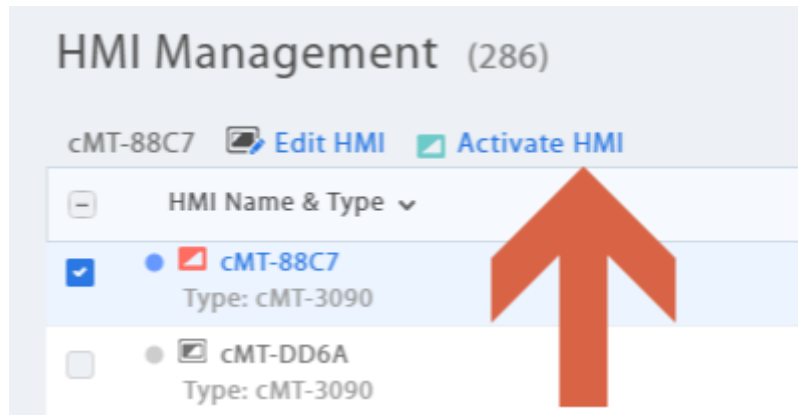 HMI Management (286)
cMT-88C7 Edit HMI Activate HMI
HMI Name & Type
cMT-88C7
Type: cMT-3090
cMT-DD6A
Type: cMT-3090